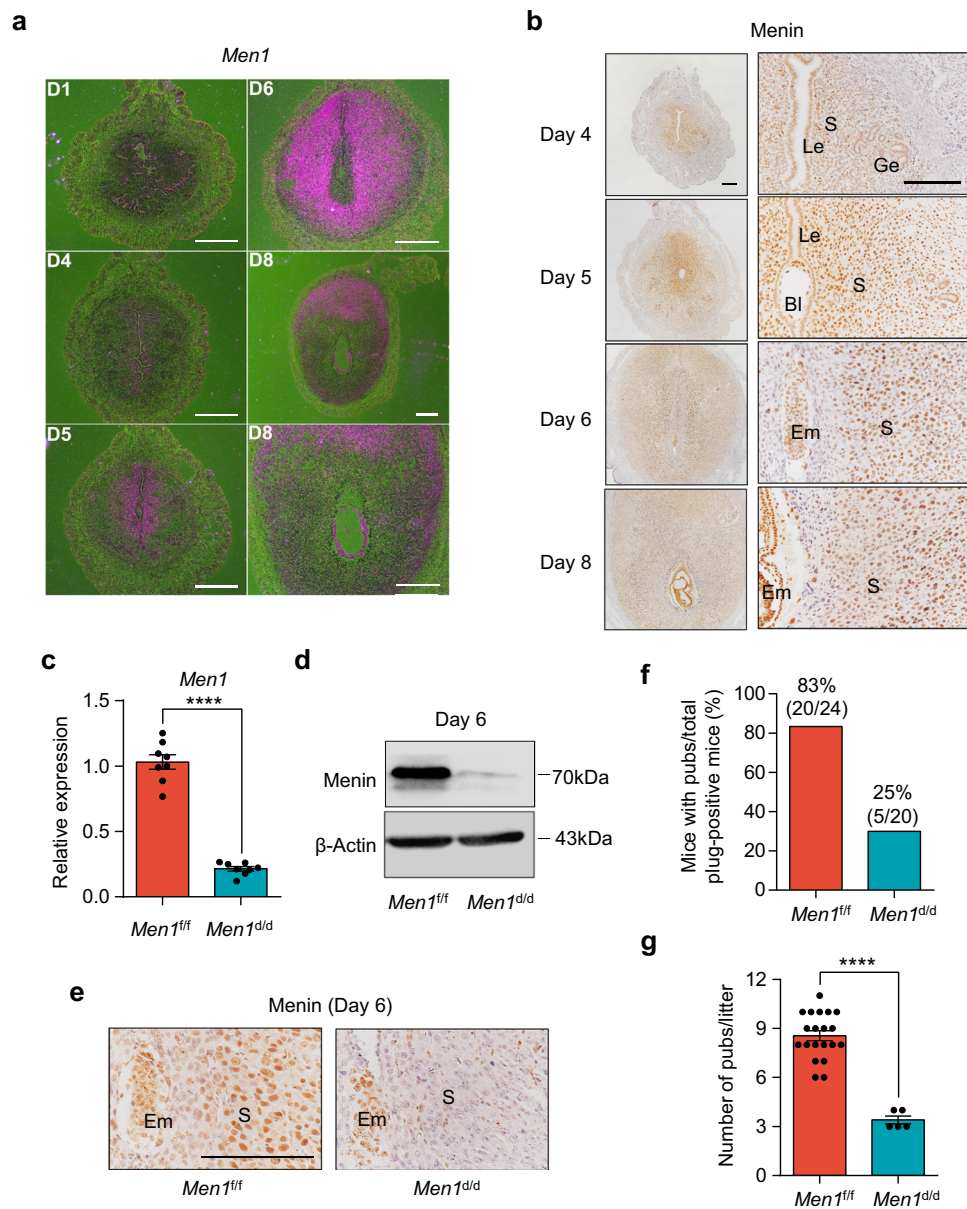 a
Men1
D1
D6
D4
D8
D5
D8
b
Menin
Day 4
S
Le
Ge
Day 5
Le
S
Bl
Day 6
Em
S
Day 8
Em
S
c
Men1
****
Relative expression
1.5
1.0
0.5
0.0
Men1f/f
Men1d/d
d
Day 6
Menin
70kDa
β-Actin
43kDa
Men1f/f
Men1d/d
e
Menin (Day 6)
Em
S
Em
S
Men1f/f
Men1d/d
f
Mice with pubs/total
plug-positive mice (%)
100
80
60
40
20
0
83%
(20/24)
25%
(5/20)
Men1f/f
Men1d/d
g
****
Number of pubs/litter
12
9
6
3
0
Men1f/f
Men1d/d